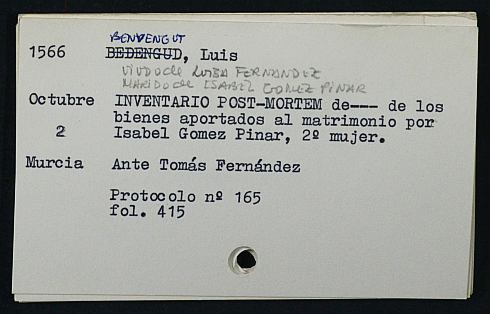 BENVENGUT
1566 BEDENGUD, Luis
viudo de LUISA FERNANDEZ
MARIDO de ISABEL GOMEZ PINAR
Octubre INVENTARIO POST-MORTEM de--- de los
bienes aportados al matrimonio por
2 Isabel Gomez Pinar, 2º mujer.
Murcia Ante Tomás Fernández
Protocolo nº 165
fol. 415